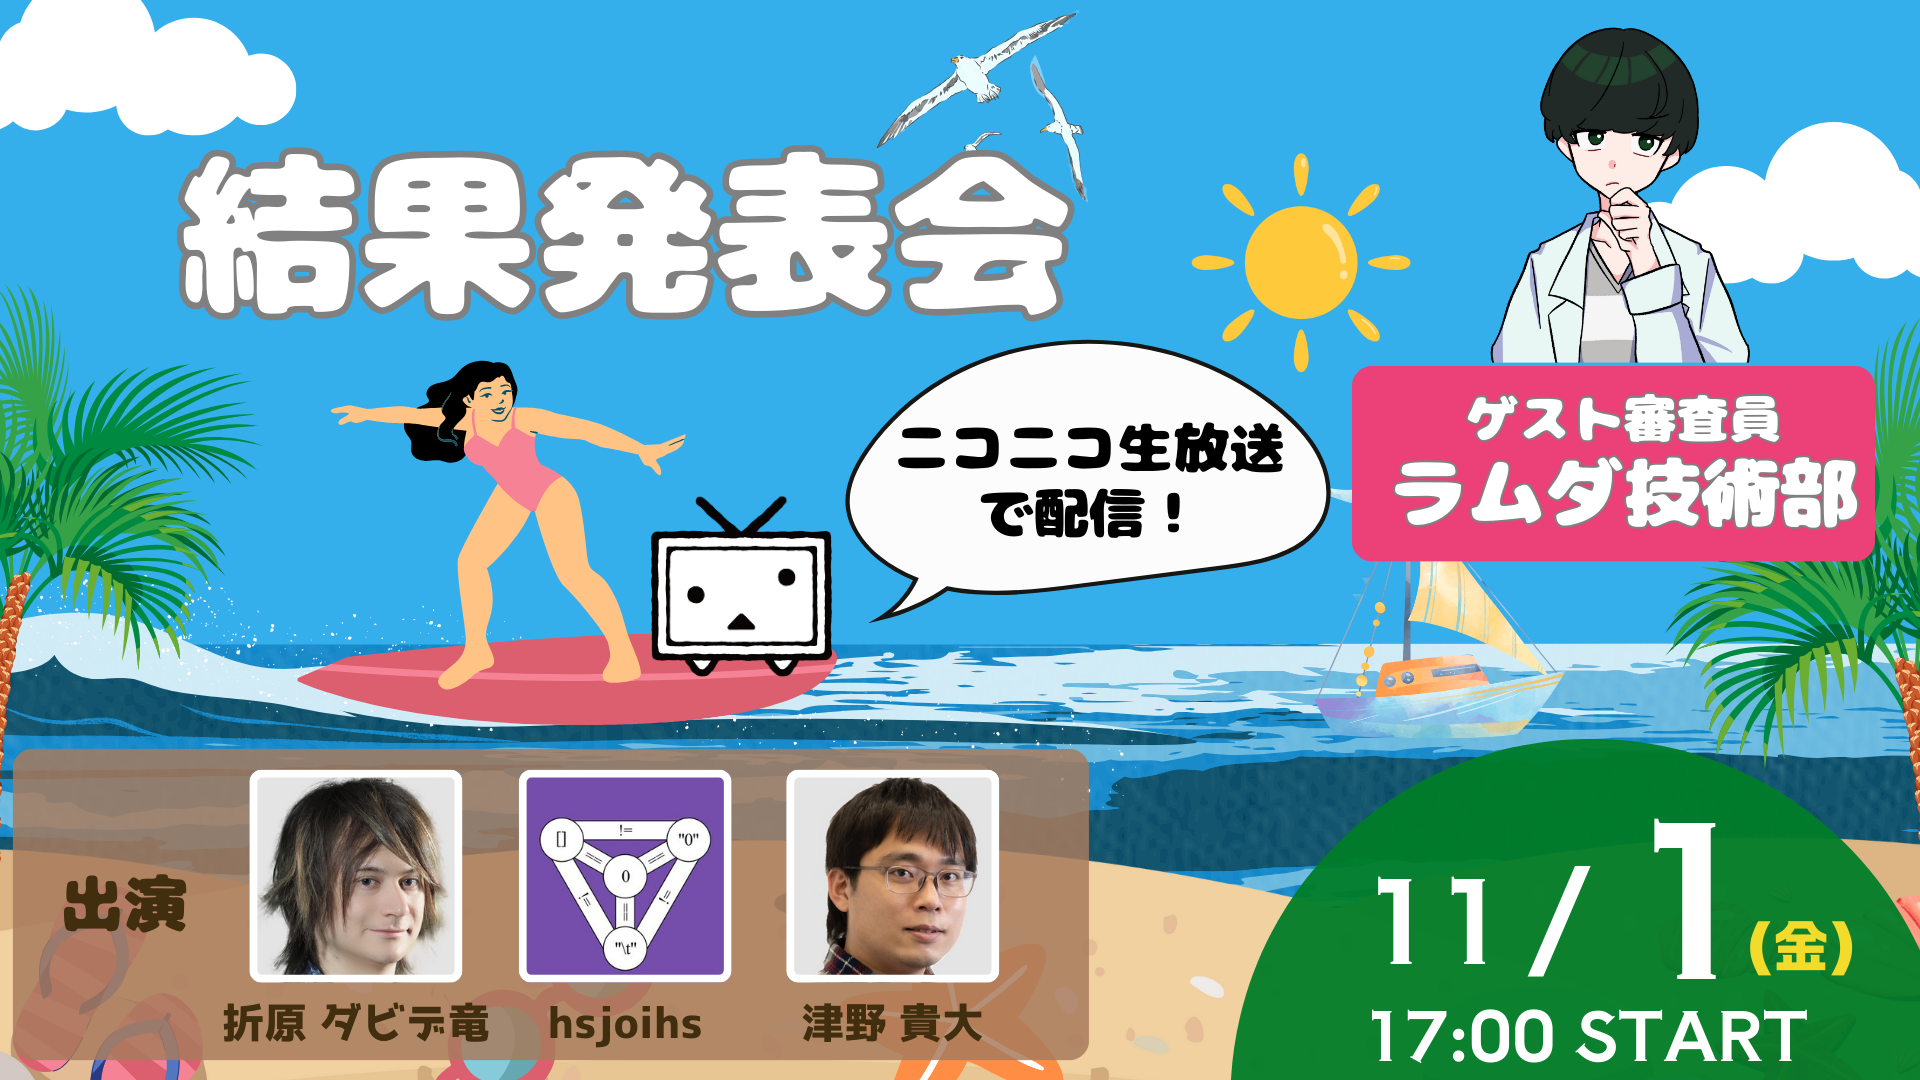 結果発表会
ニコニコ生放送
で配信！
ゲスト審査員
ラムダ技術部
出演
[]
!=
"0"
==
==
0
!=
==
!=
"\t"
折原 ダビデ竜
hsjoihs
津野 貴大
11/1(金)
17:00 START